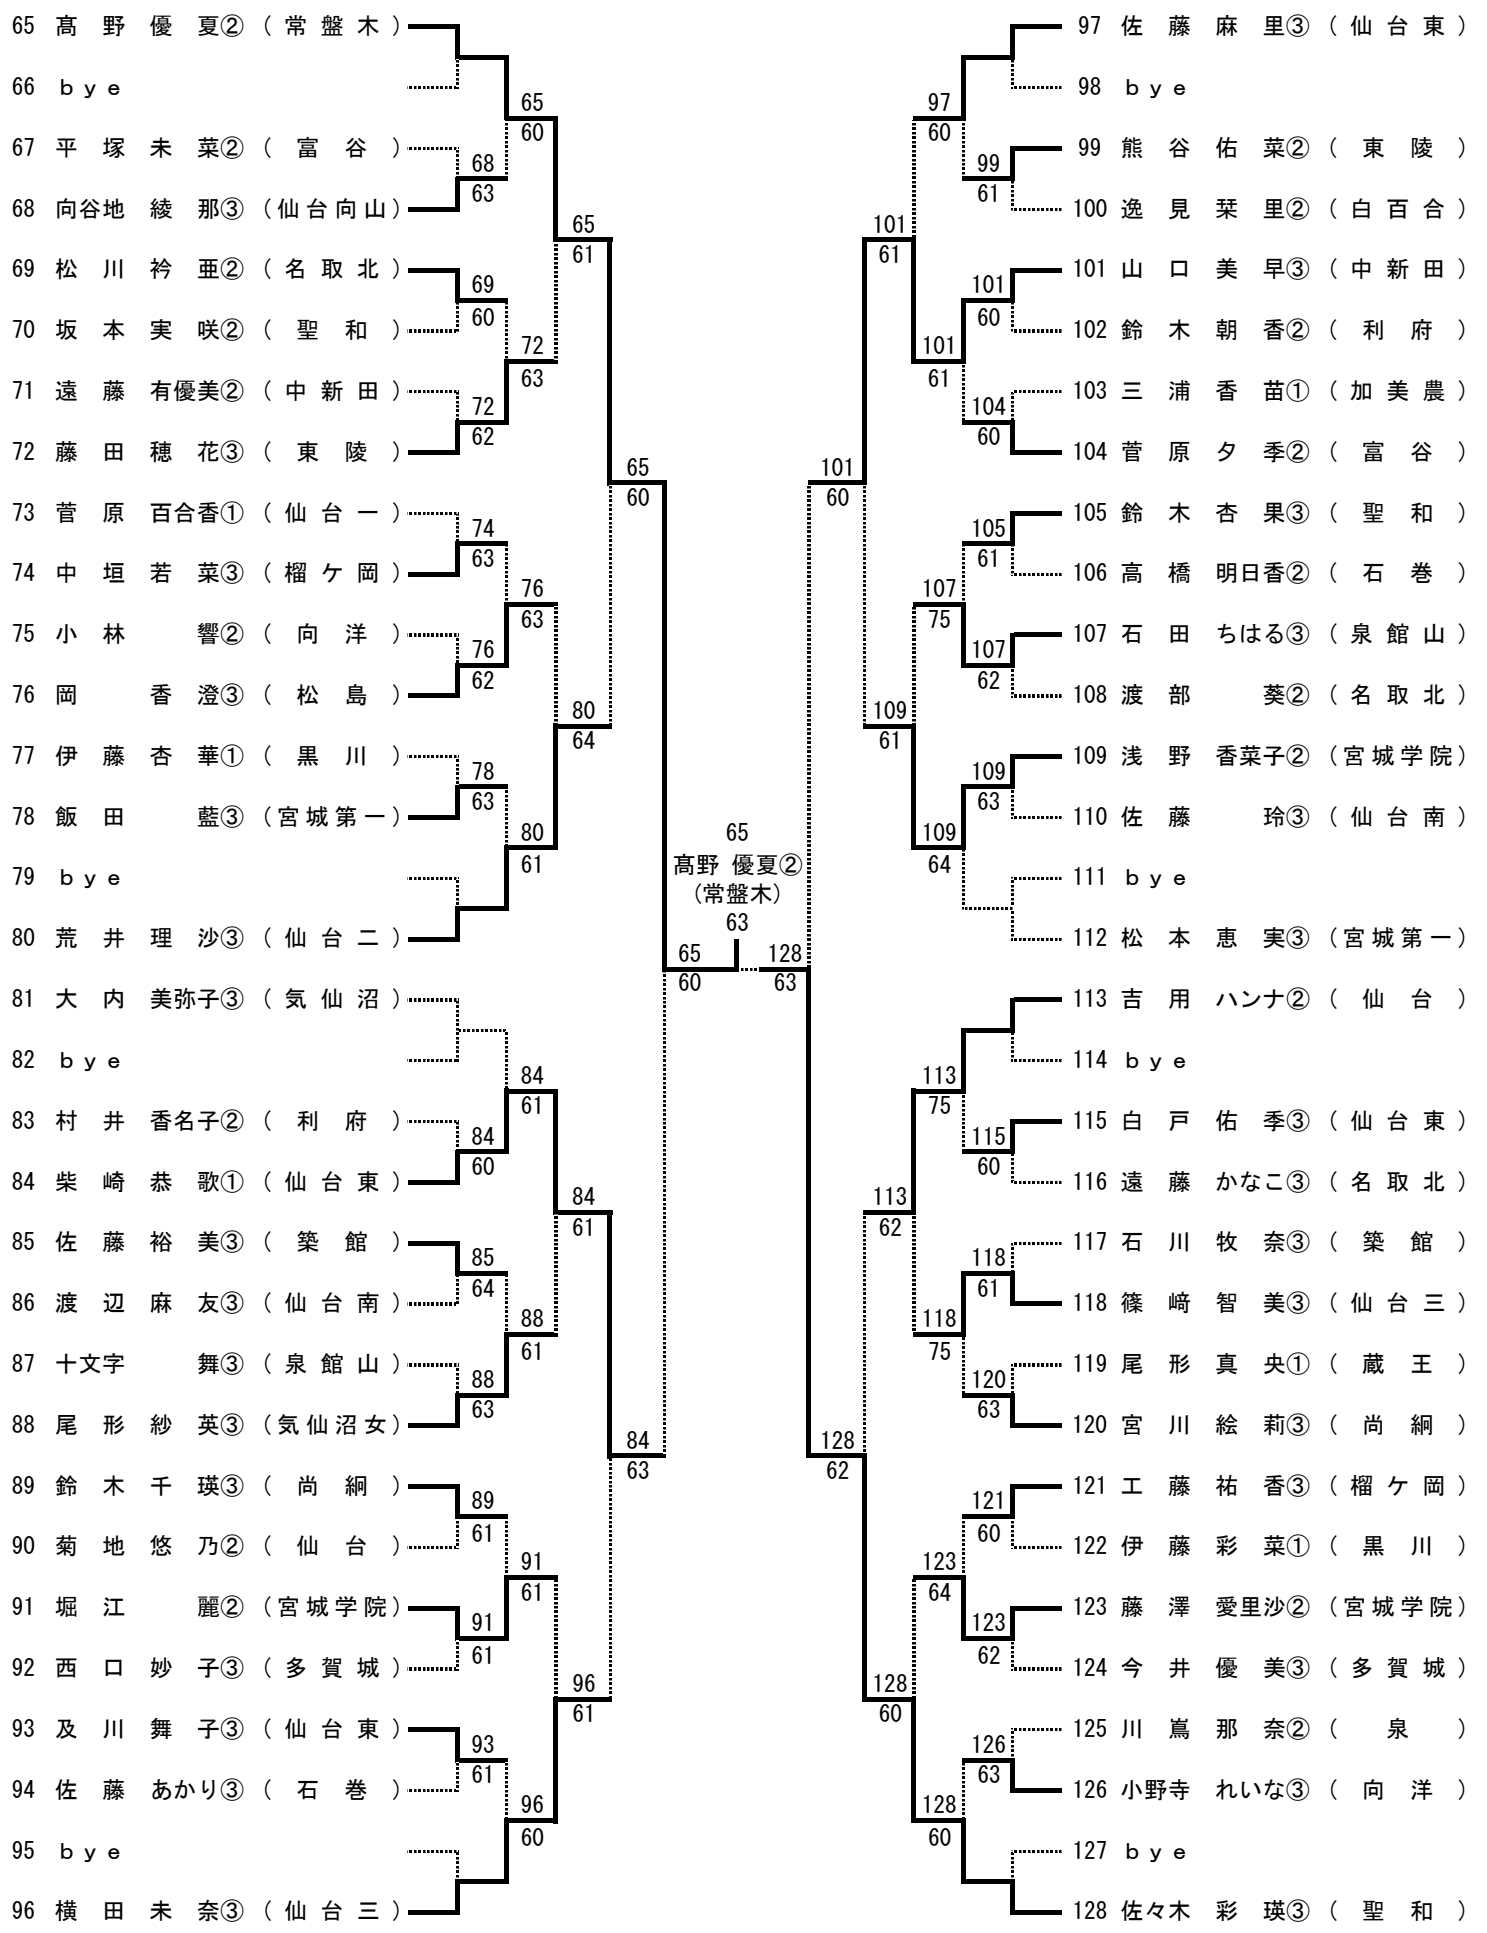 65 髙野 優夏② (常盤木)
66 bye
67 平塚 未菜② (富谷)
68 向谷地 綾那③ (仙台向山)
69 松川 衿亜② (名取北)
70 坂本 実咲② (聖和)
71 遠藤 有優美② (中新田)
72 藤田 穂花③ (東陵)
73 菅原 百合香① (仙台一)
74 中垣 若菜③ (榴ケ岡)
75 小林 響② (向洋)
76 岡 香澄③ (松島)
77 伊藤 杏華① (黒川)
78 飯田 藍③ (宮城第一)
79 bye
80 荒井 理沙③ (仙台二)
81 大内 美弥子③ (気仙沼)
82 bye
83 村井 香名子② (利府)
84 柴崎 恭歌① (仙台東)
85 佐藤 裕美③ (築館)
86 渡辺 麻友③ (仙台南)
87 十文字 舞③ (泉館山)
88 尾形 紗英③ (気仙沼女)
89 鈴木 千瑛③ (尚絅)
90 菊地 悠乃② (仙台)
91 堀江 麗② (宮城学院)
92 西口 妙子③ (多賀城)
93 及川 舞子③ (仙台東)
94 佐藤 あかり③ (石巻)
95 bye
96 横田 未奈③ (仙台三)
68
63
69
60
72
62
74
63
76
62
78
63
84
60
85
64
88
63
89
61
91
61
93
61
65
60
72
63
76
63
80
61
84
61
88
61
91
61
96
60
65
61
80
64
84
61
96
61
65
60
84
63
65
60
65
髙野 優夏②
(常盤木)
63
128
63
101
60
128
62
101
61
109
61
113
62
128
60
97
60
101
61
107
75
109
64
113
75
118
75
123
64
128
60
99
61
101
60
104
60
105
61
107
62
109
63
115
60
118
61
120
63
121
60
123
62
126
63
97 佐藤 麻里③ (仙台東)
98 bye
99 熊谷 佑菜② (東陵)
100 逸見 栞里② (白百合)
101 山口 美早③ (中新田)
102 鈴木 朝香② (利府)
103 三浦 香苗① (加美農)
104 菅原 夕季② (富谷)
105 鈴木 杏果③ (聖和)
106 高橋 明日香② (石巻)
107 石田 ちはる③ (泉館山)
108 渡部 葵② (名取北)
109 浅野 香菜子② (宮城学院)
110 佐藤 玲③ (仙台南)
111 bye
112 松本 恵実③ (宮城第一)
113 吉用 ハンナ② (仙台)
114 bye
115 白戸 佑季③ (仙台東)
116 遠藤 かなこ③ (名取北)
117 石川 牧奈③ (築館)
118 篠﨑 智美③ (仙台三)
119 尾形 真央① (蔵王)
120 宮川 絵莉③ (尚絅)
121 工藤 祐香③ (榴ケ岡)
122 伊藤 彩菜① (黒川)
123 藤澤 愛里沙② (宮城学院)
124 今井 優美③ (多賀城)
125 川嶌 那奈② (泉)
126 小野寺 れいな③ (向洋)
127 bye
128 佐々木 彩瑛③ (聖和)